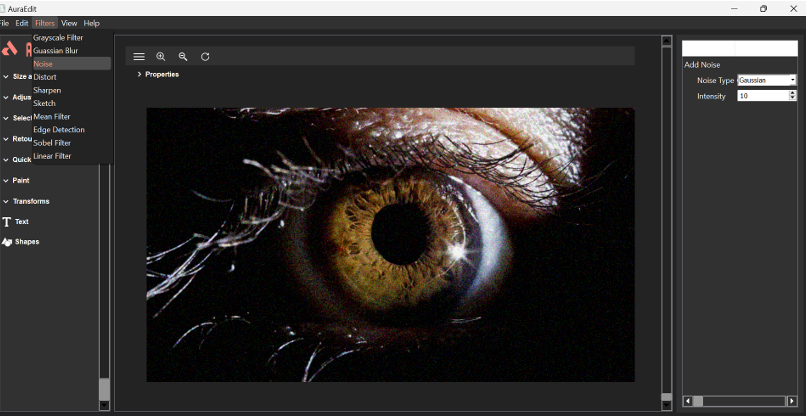 AuraEdit
File Edit Filters View Help
Grayscale Filter
Guassian Blur
Noise
Distort
Sharpen
Sketch
Mean Filter
Edge Detection
Sobel Filter
Linear Filter
Size a
Adjus
Select
Retou
Quick
Paint
Transforms
Text
Shapes
Properties
Add Noise
Noise Type Gaussian
Intensity 10